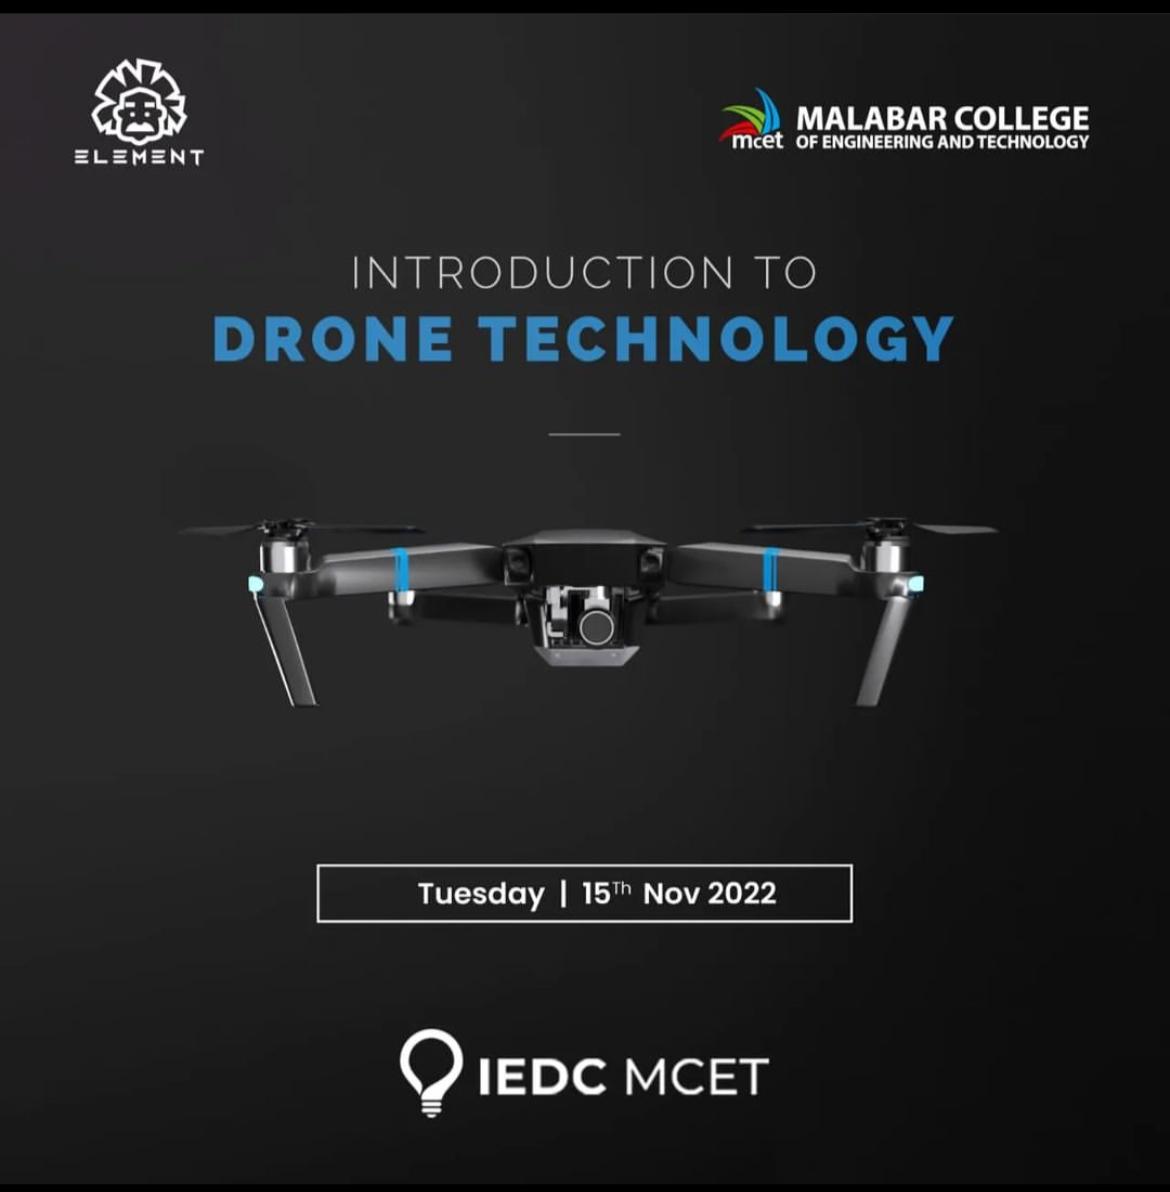 ELEMENT
mcet
MALABAR COLLEGE
OF ENGINEERING AND TECHNOLOGY
INTRODUCTION TO
DRONE TECHNOLOGY
Tuesday | 15Th Nov 2022
IEDC MCET